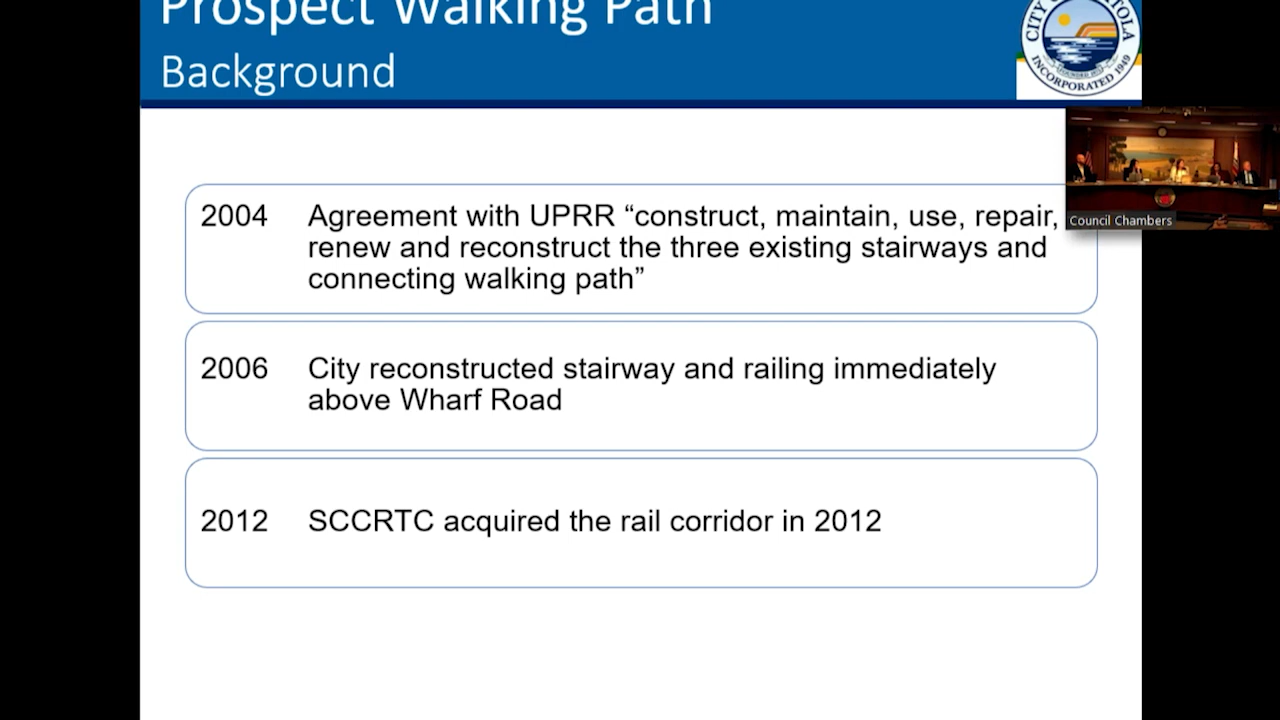 Prospect Walking Path
Background
INCORPORATED 1949
Council Chambers
2004 Agreement with UPRR “construct, maintain, use, repair,
renew and reconstruct the three existing stairways and
connecting walking path”
2006 City reconstructed stairway and railing immediately
above Wharf Road
2012 SCCRTC acquired the rail corridor in 2012